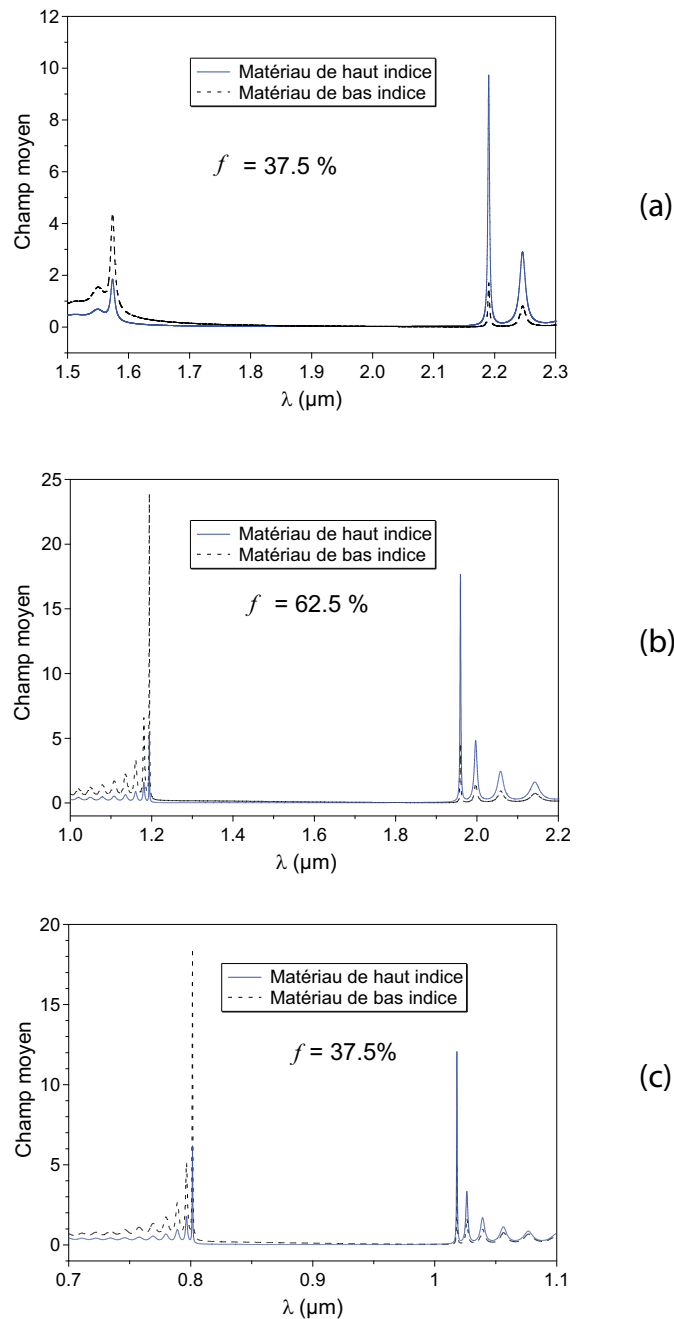 12
10
8
6
4
2
0
Champ moyen
Matériau de haut indice
Matériau de bas indice
f = 37.5 %
1.5 1.6 1.7 1.8 1.9 2.0 2.1 2.2 2.3
λ (µm)
(a)
25
20
15
10
5
0
Champ moyen
Matériau de haut indice
Matériau de bas indice
f = 62.5 %
1.0 1.2 1.4 1.6 1.8 2.0 2.2
λ (µm)
(b)
20
15
10
5
0
Champ moyen
Matériau de haut indice
Matériau de bas indice
f = 37.5%
0.7 0.8 0.9 1 1.1
λ (µm)
(c)